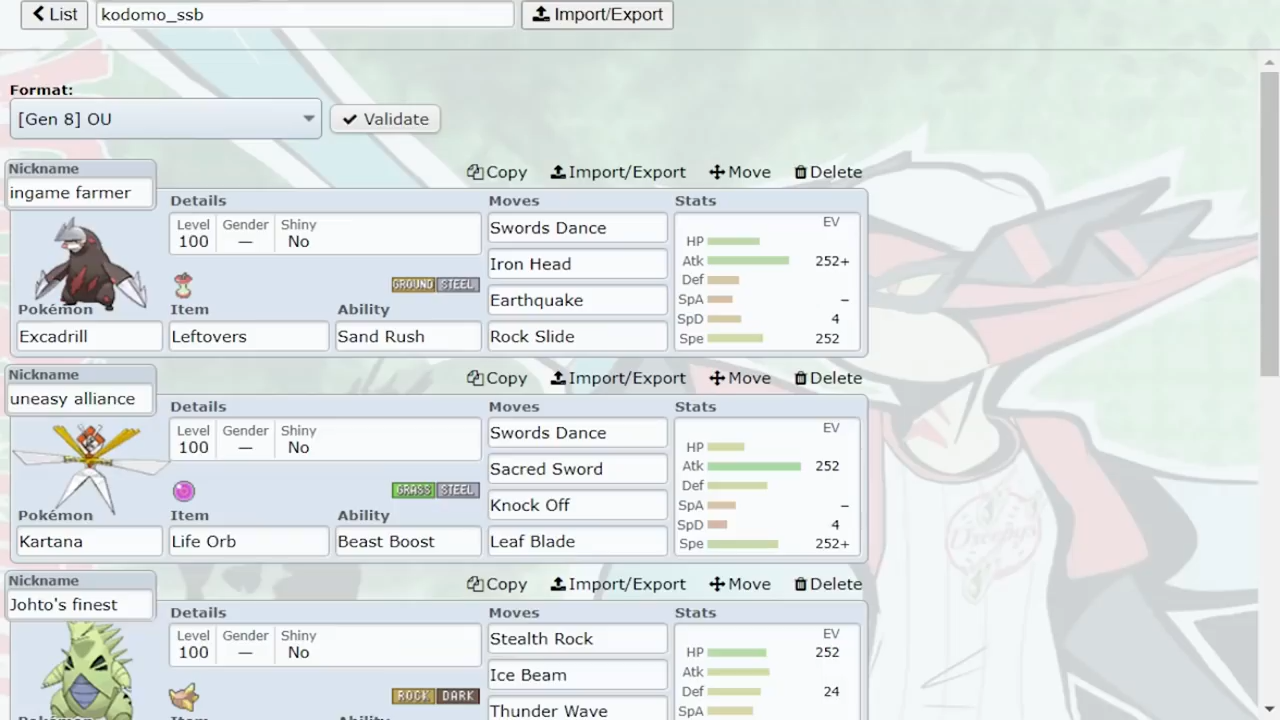 List kodomo_ssb Import/Export
Format:
[Gen 8] OU Validate
Nickname
ingame farmer
Copy Import/Export Move Delete
Details
Level Gender Shiny
100 — No
GROUND STEEL
Pokémon Item Ability
Excadrill Leftovers Sand Rush
Moves
Swords Dance
Iron Head
Earthquake
Rock Slide
Stats
EV
HP
Atk 252+
Def
SpA –
SpD 4
Spe 252
Nickname
uneasy alliance
Copy Import/Export Move Delete
Details
Level Gender Shiny
100 — No
GRASS STEEL
Pokémon Item Ability
Kartana Life Orb Beast Boost
Moves
Swords Dance
Sacred Sword
Knock Off
Leaf Blade
Stats
EV
HP
Atk 252
Def
SpA –
SpD 4
Spe 252+
Nickname
Johto's finest
Copy Import/Export Move Delete
Details
Level Gender Shiny
100 — No
ROCK DARK
Pokémon Item Ability
Moves
Stealth Rock
Ice Beam
Thunder Wave
Stats
EV
HP 252
Atk
Def 24
SpA